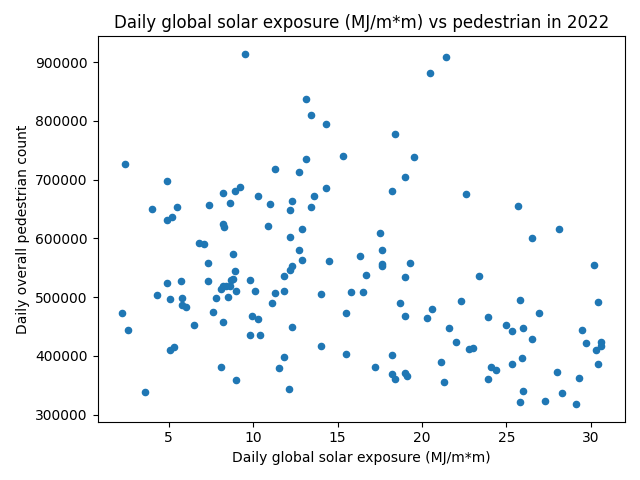 Daily global solar exposure (MJ/m*m) vs pedestrian in 2022
900000
800000
700000
600000
500000
400000
300000
Daily overall pedestrian count
5 10 15 20 25 30
Daily global solar exposure (MJ/m*m)